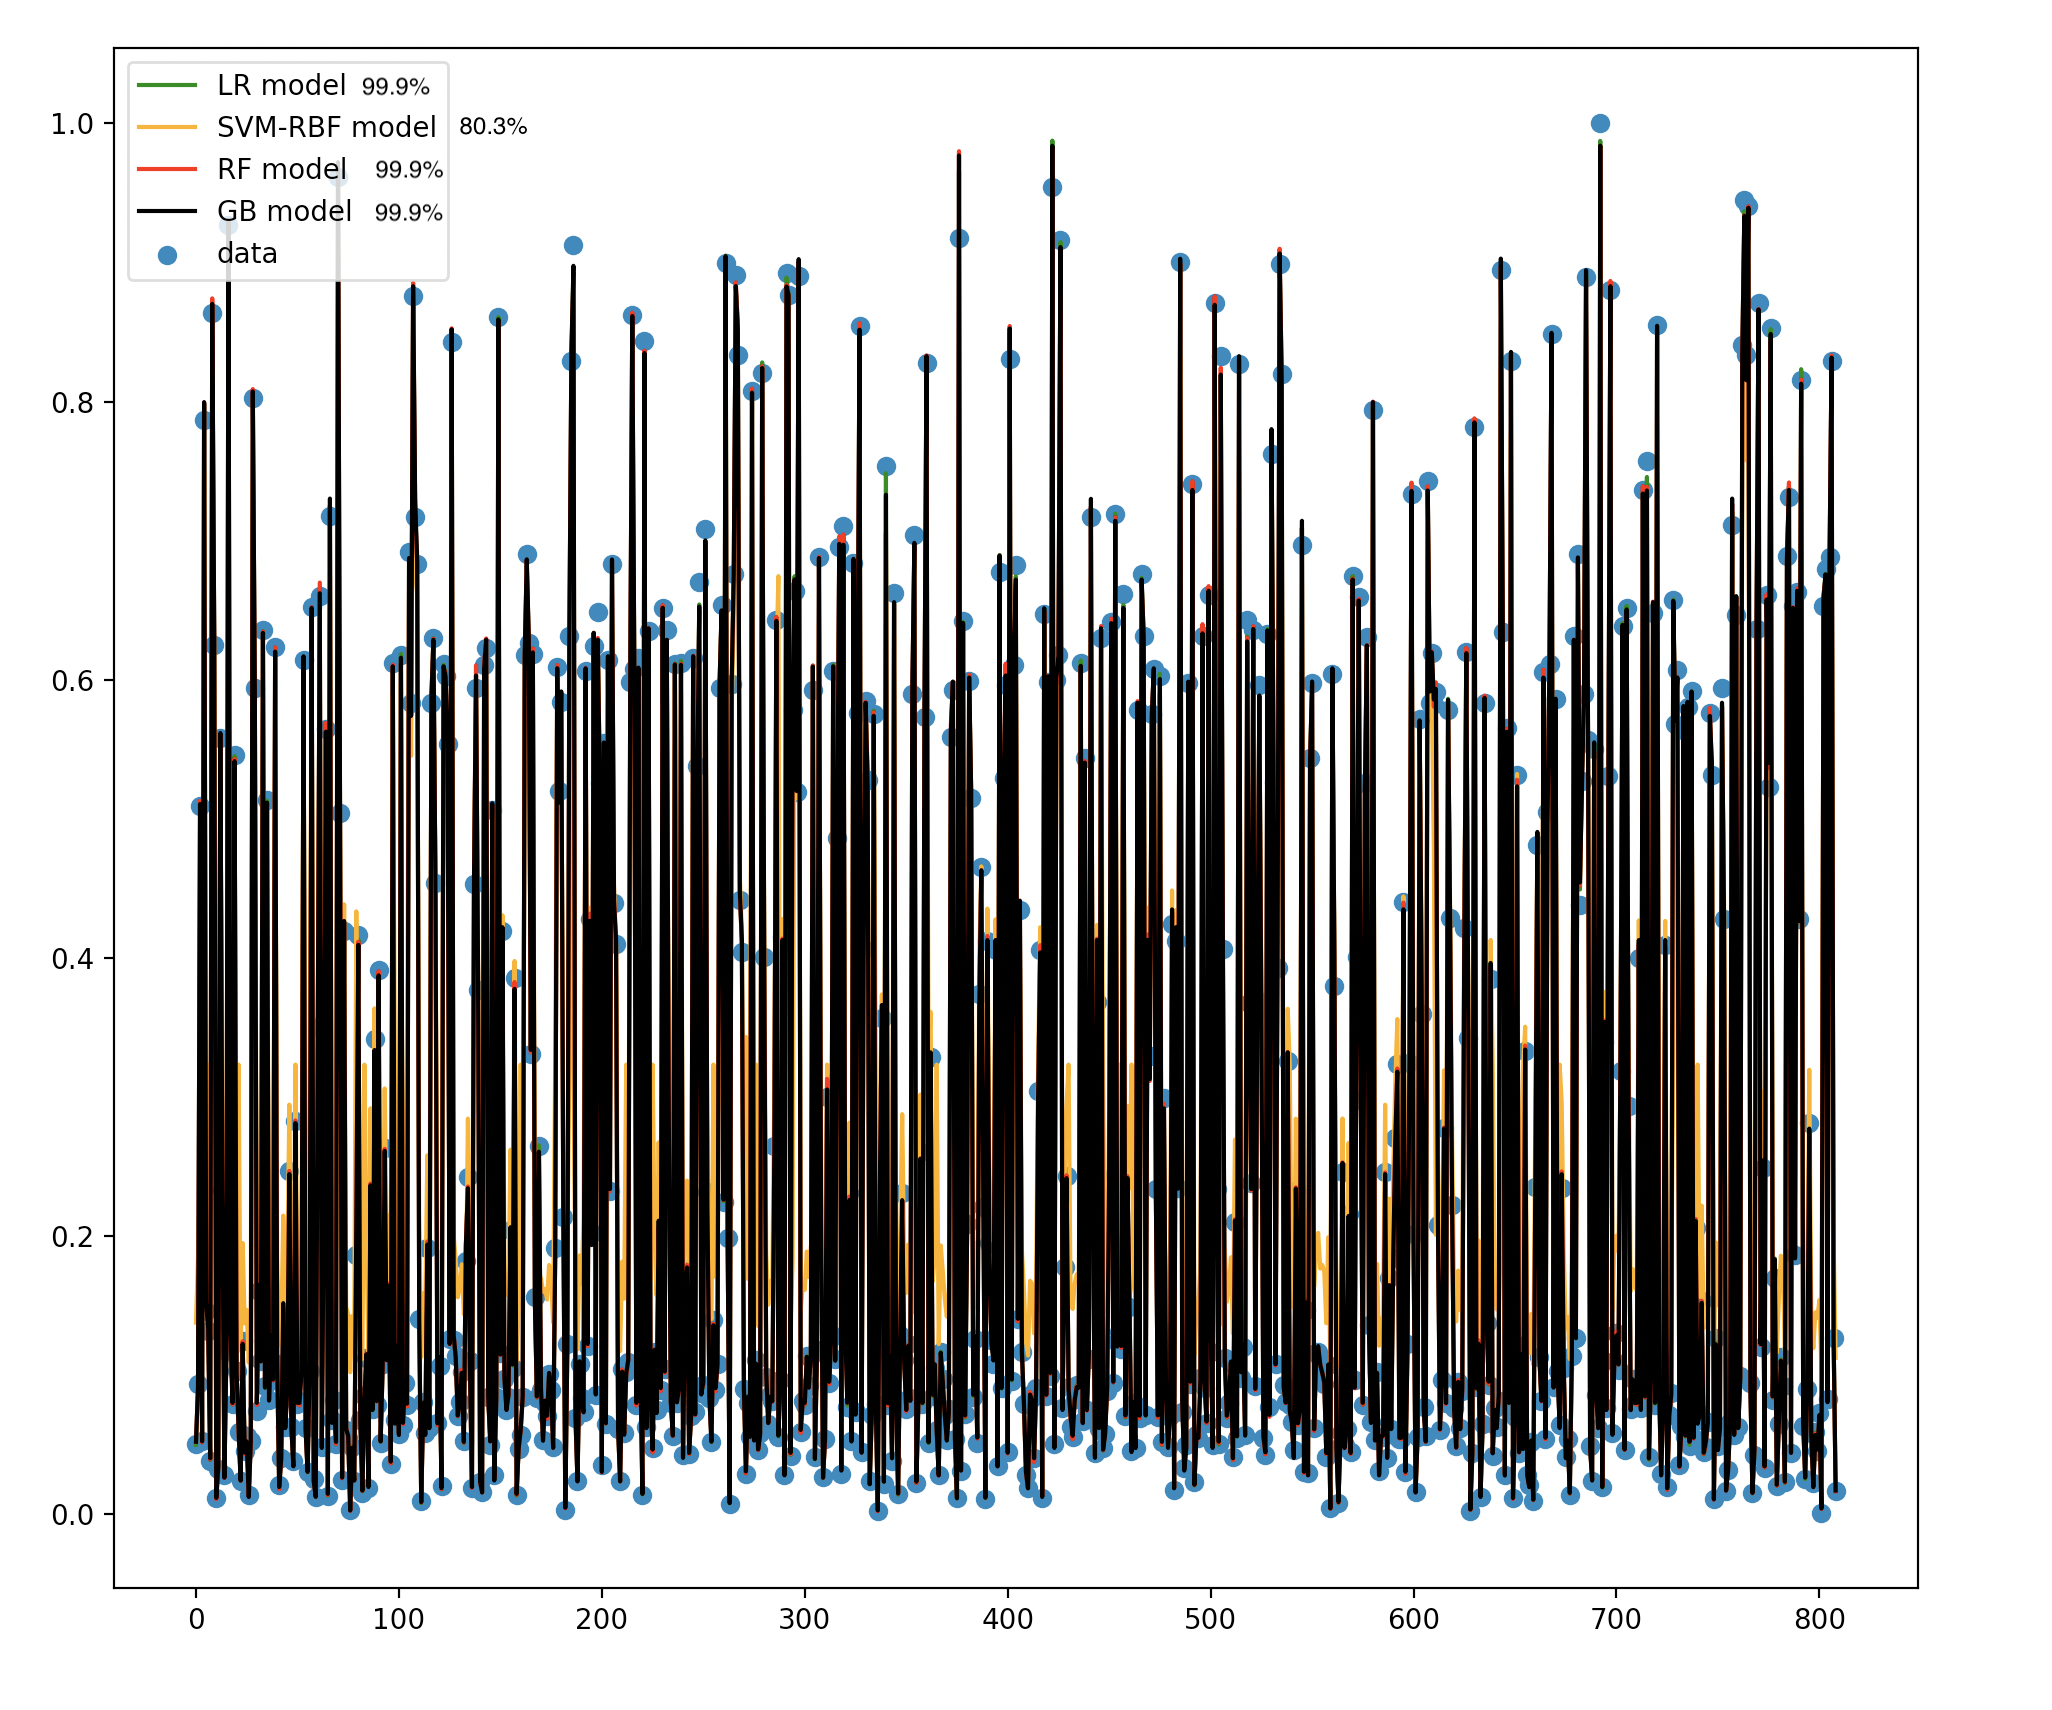 LR model 99.9%
SVM-RBF model 80.3%
RF model 99.9%
GB model 99.9%
data
1.0
0.8
0.6
0.4
0.2
0.0
0 100 200 300 400 500 600 700 800